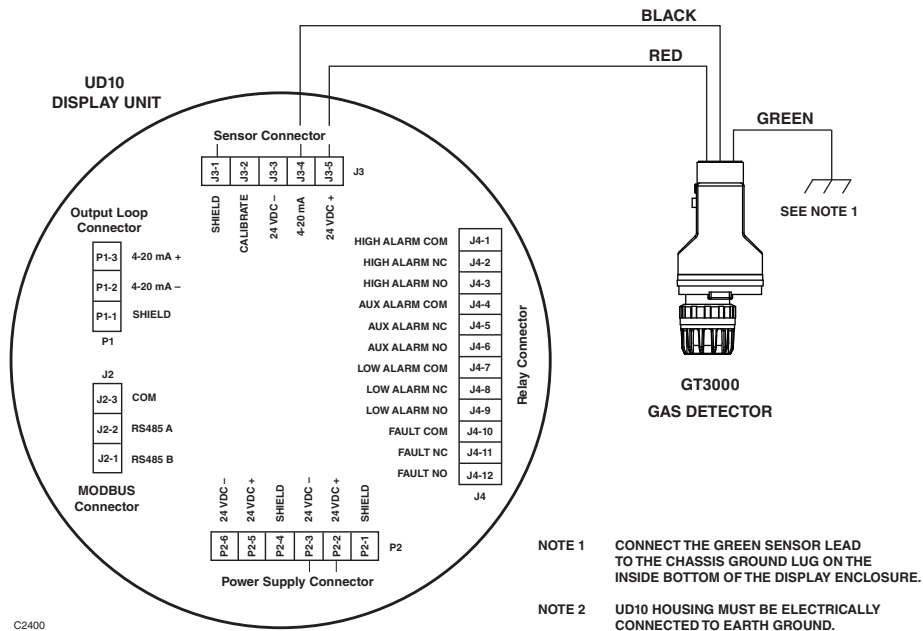 BLACK
RED
GREEN
SEE NOTE 1
GT3000
GAS DETECTOR
UD10
DISPLAY UNIT
Sensor Connector
J3-1
J3-2
J3-3
J3-4
J3-5
J3
SHIELD
CALIBRATE
24 VDC –
4-20 mA
24 VDC +
Output Loop
Connector
P1-3 4-20 mA +
P1-2 4-20 mA –
P1-1 SHIELD
P1
J2
J2-3 COM
J2-2 RS485 A
J2-1 RS485 B
MODBUS
Connector
HIGH ALARM COM J4-1
HIGH ALARM NC J4-2
HIGH ALARM NO J4-3
AUX ALARM COM J4-4
AUX ALARM NC J4-5
AUX ALARM NO J4-6
LOW ALARM COM J4-7
LOW ALARM NC J4-8
LOW ALARM NO J4-9
FAULT COM J4-10
FAULT NC J4-11
FAULT NO J4-12
J4
Relay Connector
24 VDC –
24 VDC +
SHIELD
24 VDC –
24 VDC +
SHIELD
P2-6
P2-5
P2-4
P2-3
P2-2
P2-1
P2
Power Supply Connector
NOTE 1 CONNECT THE GREEN SENSOR LEAD
TO THE CHASSIS GROUND LUG ON THE
INSIDE BOTTOM OF THE DISPLAY ENCLOSURE.
NOTE 2 UD10 HOUSING MUST BE ELECTRICALLY
CONNECTED TO EARTH GROUND.
C2400